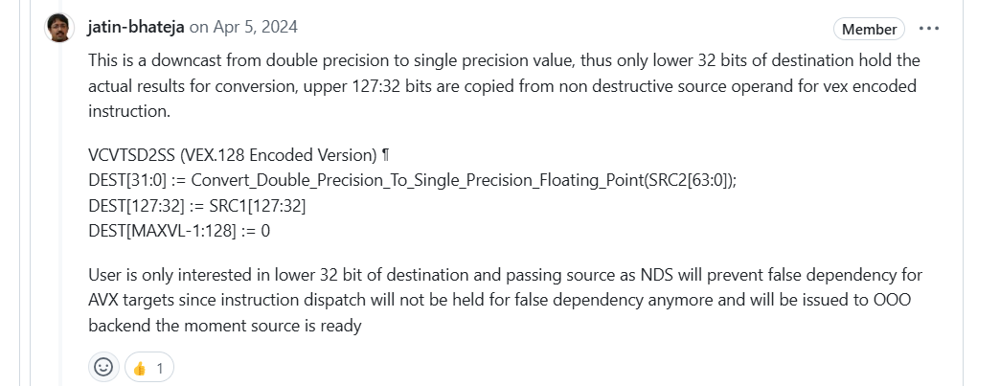 jatin-bhateja on Apr 5, 2024
Member
This is a downcast from double precision to single precision value, thus only lower 32 bits of destination hold the
actual results for conversion, upper 127:32 bits are copied from non destructive source operand for vex encoded
instruction.
VCVTSD2SS (VEX.128 Encoded Version) ¶
DEST[31:0] := Convert_Double_Precision_To_Single_Precision_Floating_Point(SRC2[63:0]);
DEST[127:32] := SRC1[127:32]
DEST[MAXVL-1:128] := 0
User is only interested in lower 32 bit of destination and passing source as NDS will prevent false dependency for
AVX targets since instruction dispatch will not be held for false dependency anymore and will be issued to OOO
backend the moment source is ready
👍 1